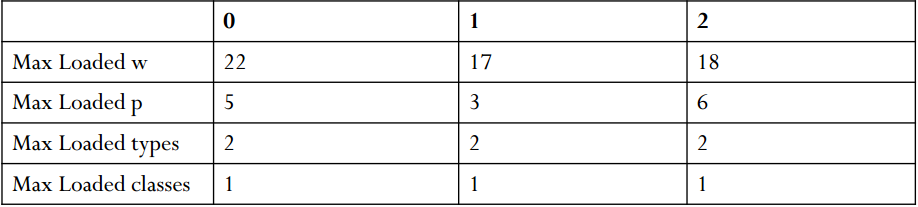 0 1 2
Max Loaded w 22 17 18
Max Loaded p 5 3 6
Max Loaded types 2 2 2
Max Loaded classes 1 1 1